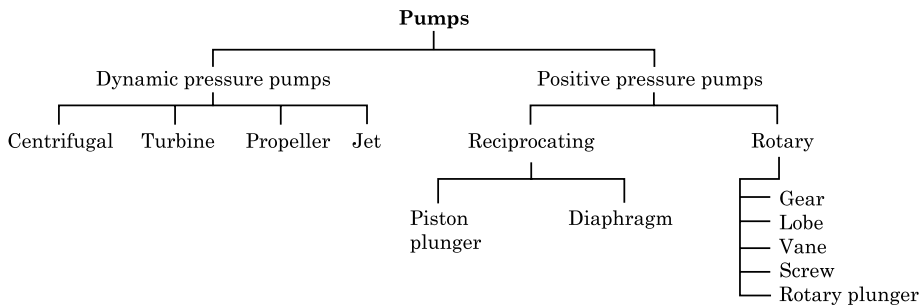 Pumps
Dynamic pressure pumps
Positive pressure pumps
Centrifugal
Turbine
Propeller
Jet
Reciprocating
Rotary
Piston
plunger
Diaphragm
Gear
Lobe
Vane
Screw
Rotary plunger